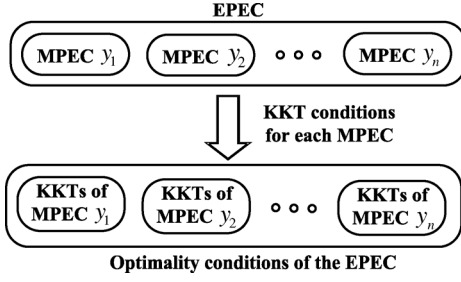 EPEC
MPEC y₁ MPEC y₂ MPEC yₙ
KKT conditions
for each MPEC
KKTs of KKTs of KKTs of
MPEC y₁ MPEC y₂ MPEC yₙ
Optimality conditions of the EPEC